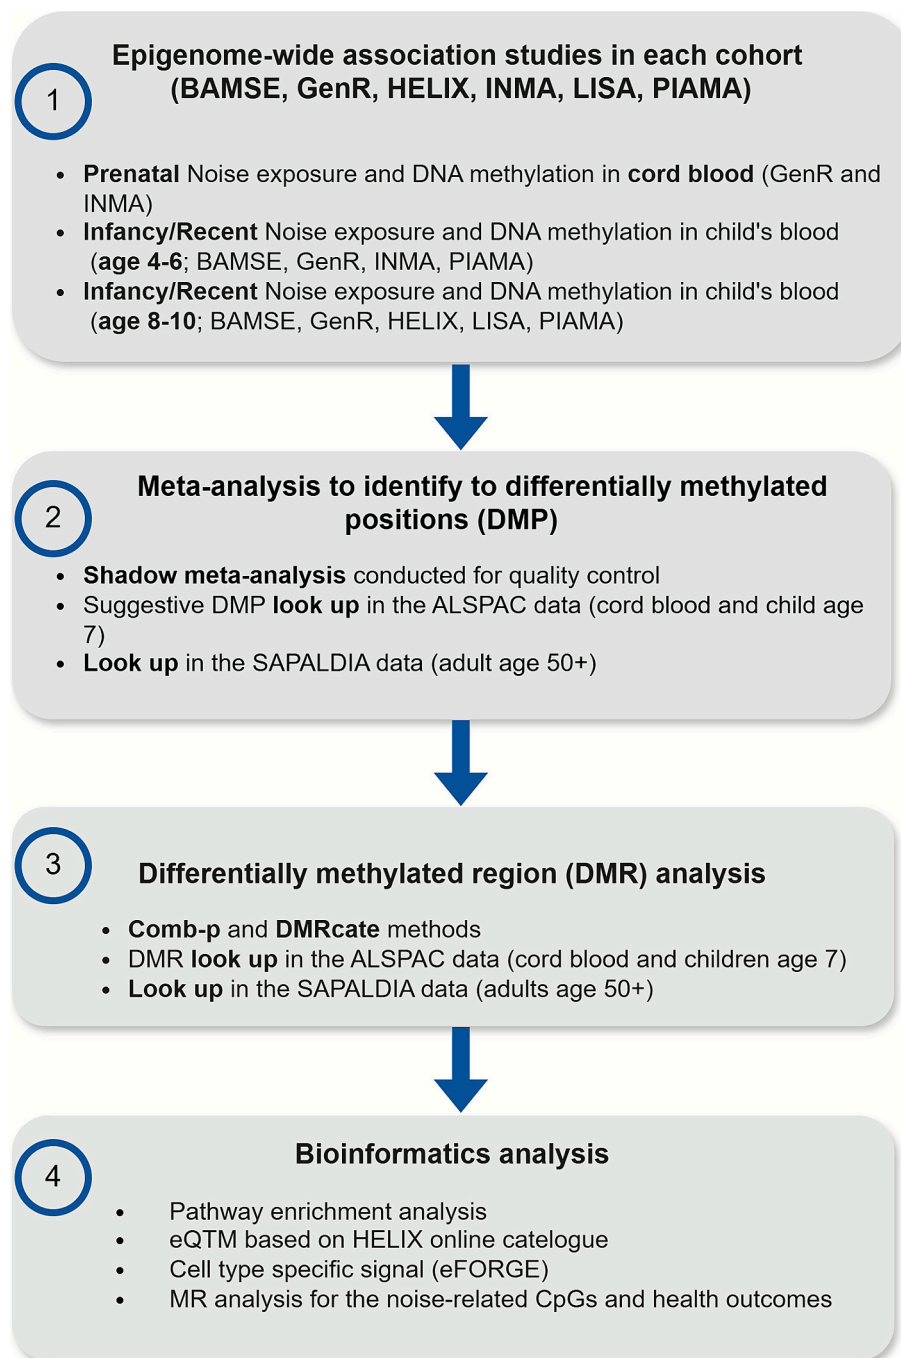 Epigenome-wide association studies in each cohort
(BAMSE, GenR, HELIX, INMA, LISA, PIAMA)
1
• Prenatal Noise exposure and DNA methylation in cord blood (GenR and
INMA)
• Infancy/Recent Noise exposure and DNA methylation in child's blood
(age 4-6; BAMSE, GenR, INMA, PIAMA)
• Infancy/Recent Noise exposure and DNA methylation in child's blood
(age 8-10; BAMSE, GenR, HELIX, LISA, PIAMA)
Meta-analysis to identify to differentially methylated
positions (DMP)
2
• Shadow meta-analysis conducted for quality control
• Suggestive DMP look up in the ALSPAC data (cord blood and child age
7)
• Look up in the SAPALDIA data (adult age 50+)
3
Differentially methylated region (DMR) analysis
• Comb-p and DMRcate methods
• DMR look up in the ALSPAC data (cord blood and children age 7)
• Look up in the SAPALDIA data (adults age 50+)
Bioinformatics analysis
4
• Pathway enrichment analysis
• eQTM based on HELIX online catelogue
• Cell type specific signal (eFORGE)
• MR analysis for the noise-related CpGs and health outcomes